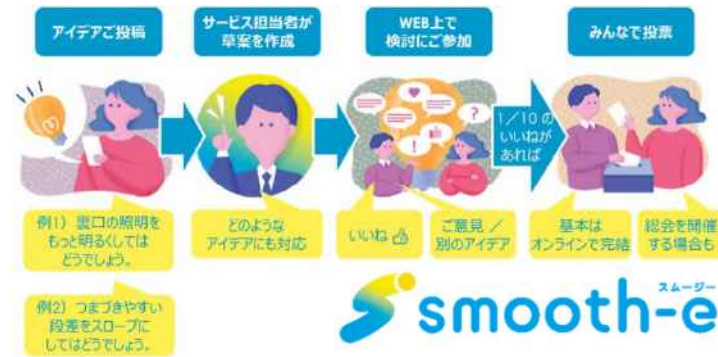 アイデアご投稿
サービス担当者が
草案を作成
WEB上で
検討にご参加
みんなで投票
?
!
1/10の
いいねが
あれば
例1) 裏口の照明を
もっと明るくしては
どうでしょう。
どのような
アイデアにも対応
いいね
ご意見/
別のアイデア
基本は
オンラインで完結
総会を開催
する場合も
例2) つまづきやすい
段差をスロープに
してはどうでしょう。
スムージー
smooth-e